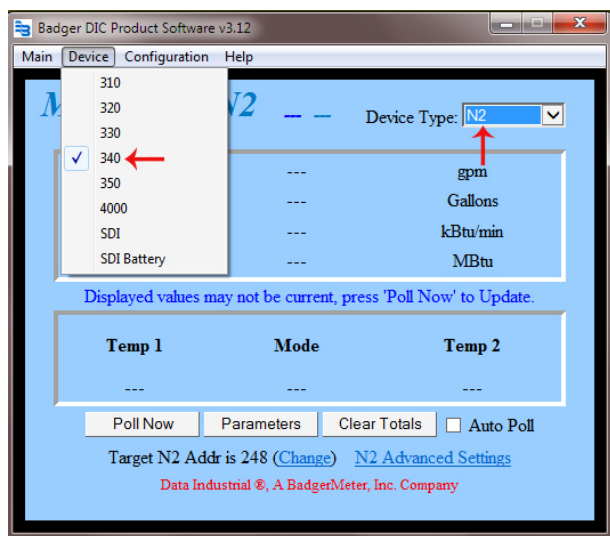 Badger DIC Product Software v3.12
Main Device Configuration Help
310
320
330
340
350
4000
SDI
SDI Battery
N2 --- --- Device Type: N2
--- gpm
--- Gallons
--- kBtu/min
--- MBtu
Displayed values may not be current, press 'Poll Now' to Update.
Temp 1 Mode Temp 2
--- --- ---
Poll Now Parameters Clear Totals Auto Poll
Target N2 Addr is 248 (Change) N2 Advanced Settings
Data Industrial ®, A BadgerMeter, Inc. Company